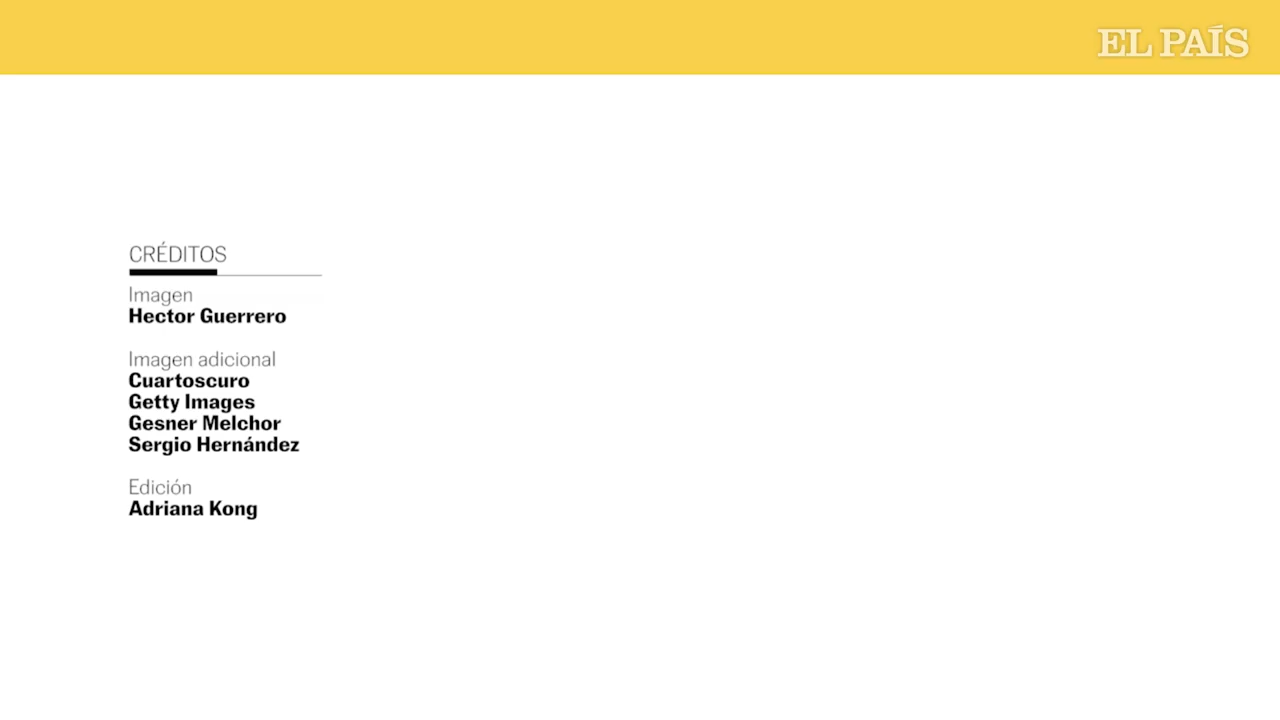 EL PAÍS
CRÉDITOS
Imagen
Hector Guerrero
Imagen adicional
Cuartoscuro
Getty Images
Gesner Melchor
Sergio Hernández
Edición
Adriana Kong